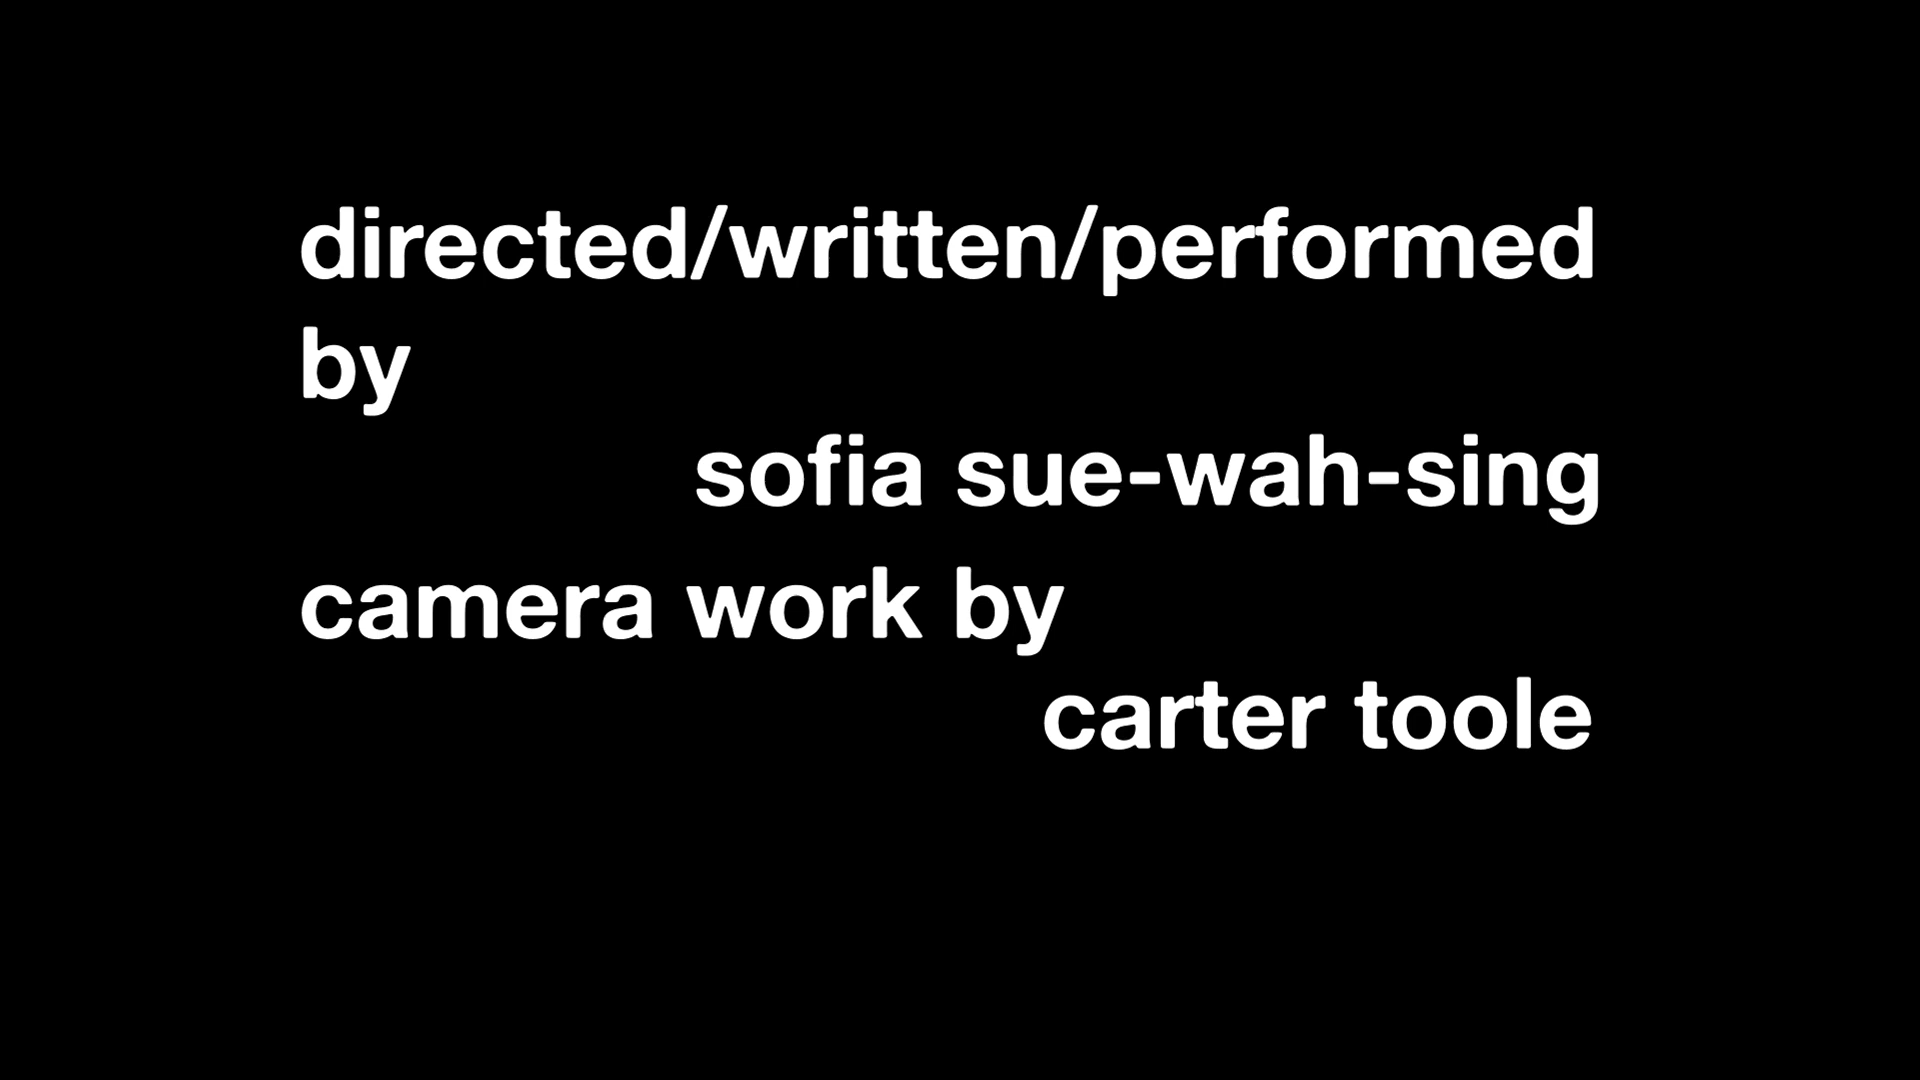 directed/written/performed
by
sofia sue-wah-sing
camera work by
carter toole